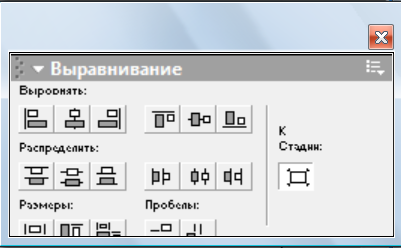 Выравнивание
Выровнять:
К
Стадии:
Распределить:
Размеры:
Пробелы: